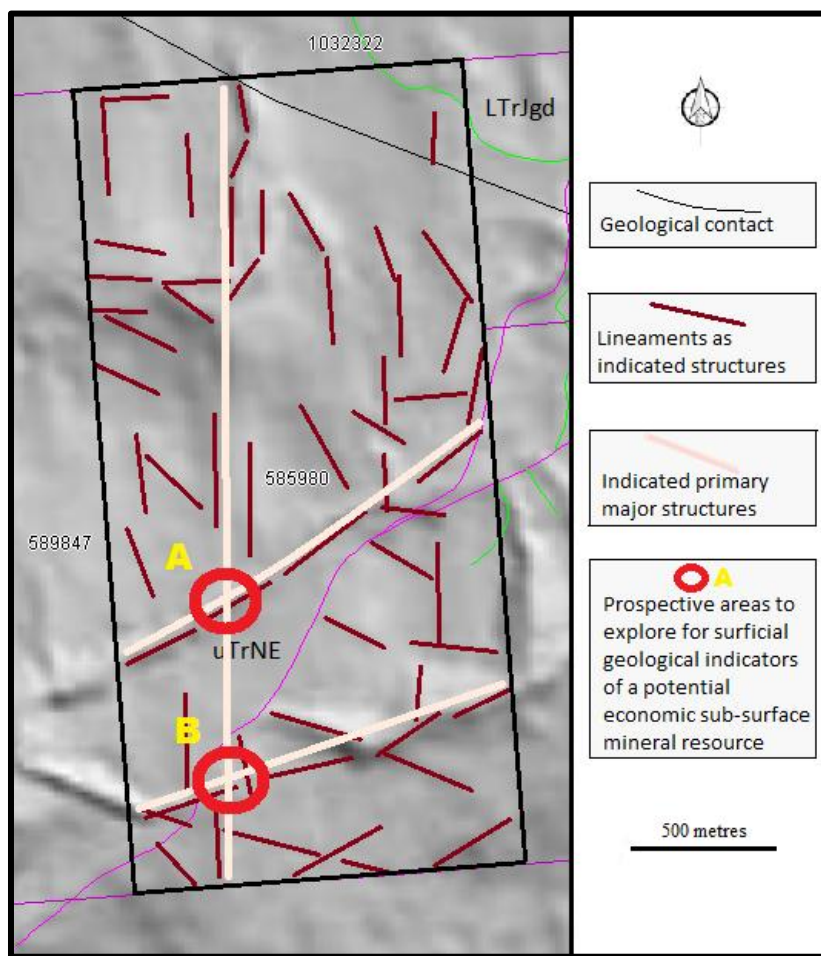 1032322
LTrJgd
585980
589847
A
uTrNE
B
Geological contact
Lineaments as
indicated structures
Indicated primary
major structures
A
Prospective areas to
explore for surficial
geological indicators
of a potential
economic sub-surface
mineral resource
500 metres